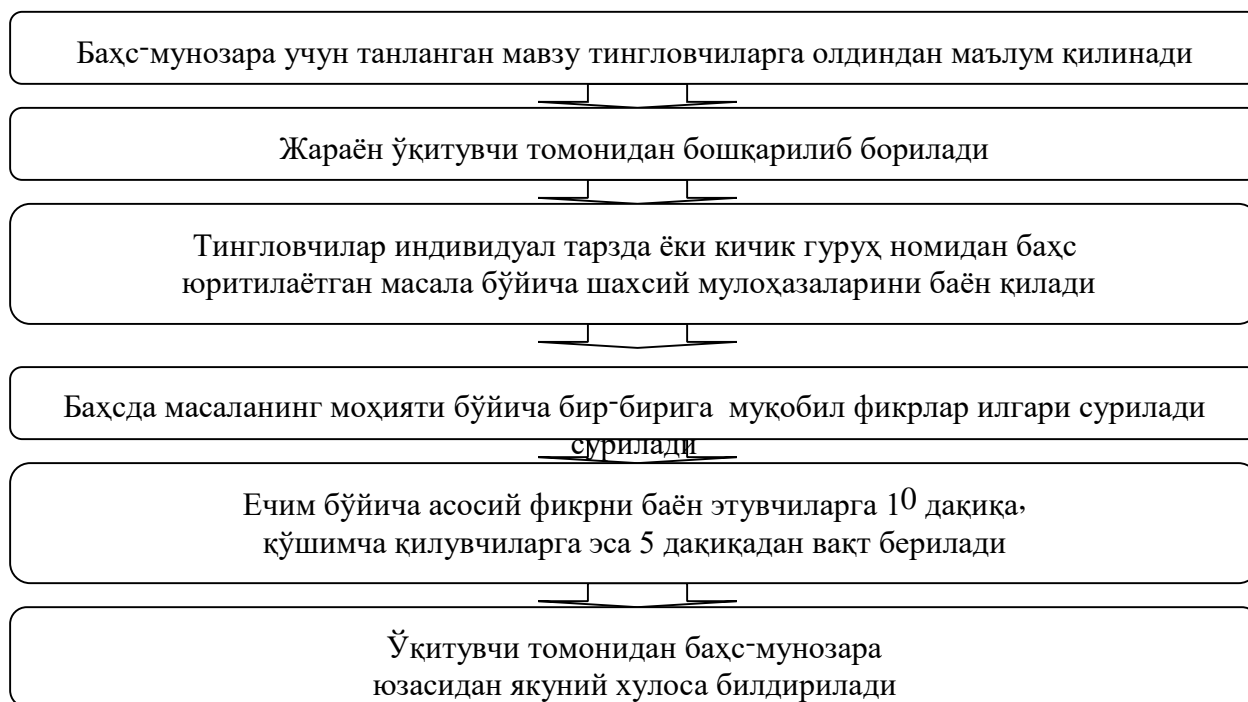 Баҳс-мунозара учун танланган мавзу тингловчиларга олдиндан маълум қилинади
Жараён ўқитувчи томонидан бошқарилиб борилади
Тингловчилар индивидуал тарзда ёки кичик гуруҳ номидан баҳс
юритилаётган масала бўйича шахсий мулоҳазаларини баён қилади
Баҳсда масаланинг моҳияти бўйича бир-бирига муқобил фикрлар илгари сурилади
сурилади
Ечим бўйича асосий фикрни баён этувчиларга 10 дақиқа,
қўшимча қилувчиларга эса 5 дақиқадан вақт берилади
Ўқитувчи томонидан баҳс-мунозара
юзасидан якуний хулоса билдирилади